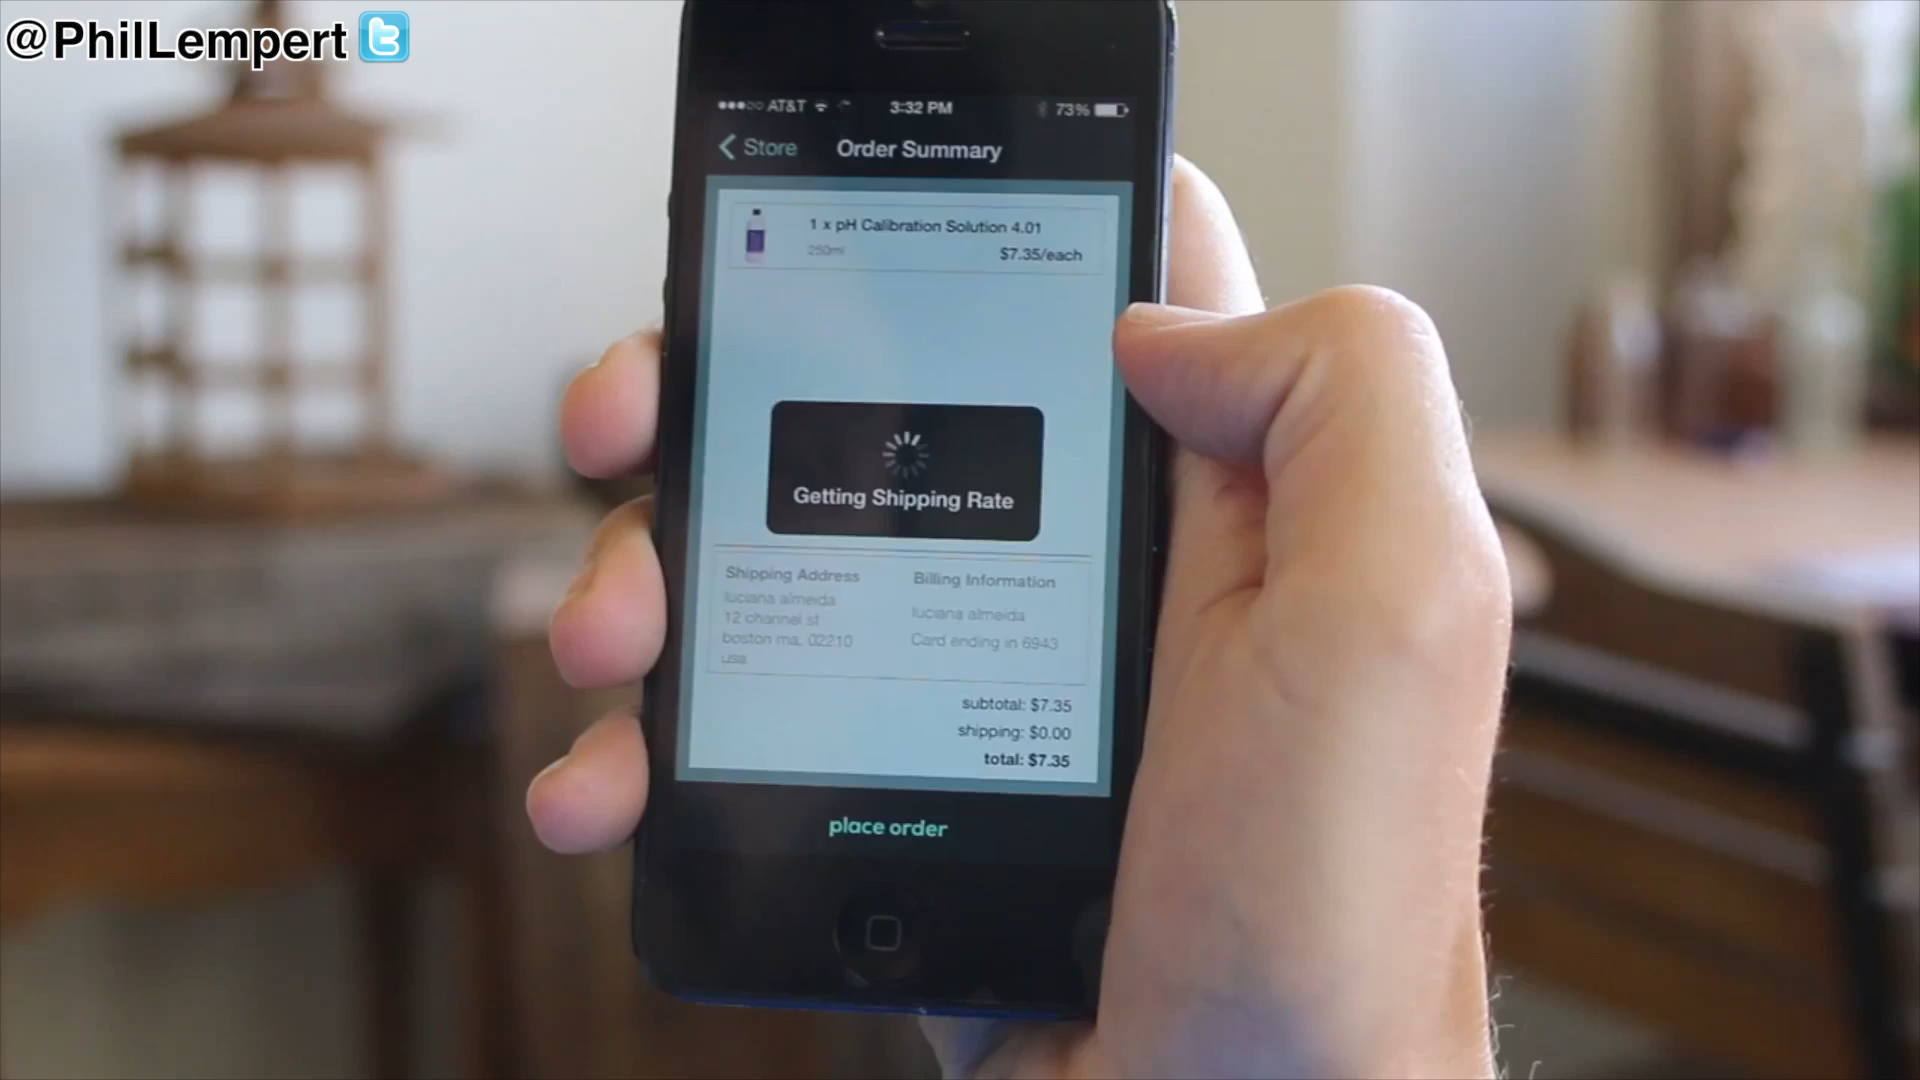 @PhilLempert
AT&T 3:32 PM 73%
Store Order Summary
1 x pH Calibration Solution 4.01
250ml $7.35/each
Getting Shipping Rate
Shipping Address
luciana almeida
12 channel st
boston ma, 02210
usa
Billing Information
luciana almeida
Card ending in 6943
subtotal: $7.35
shipping: $0.00
total: $7.35
place order